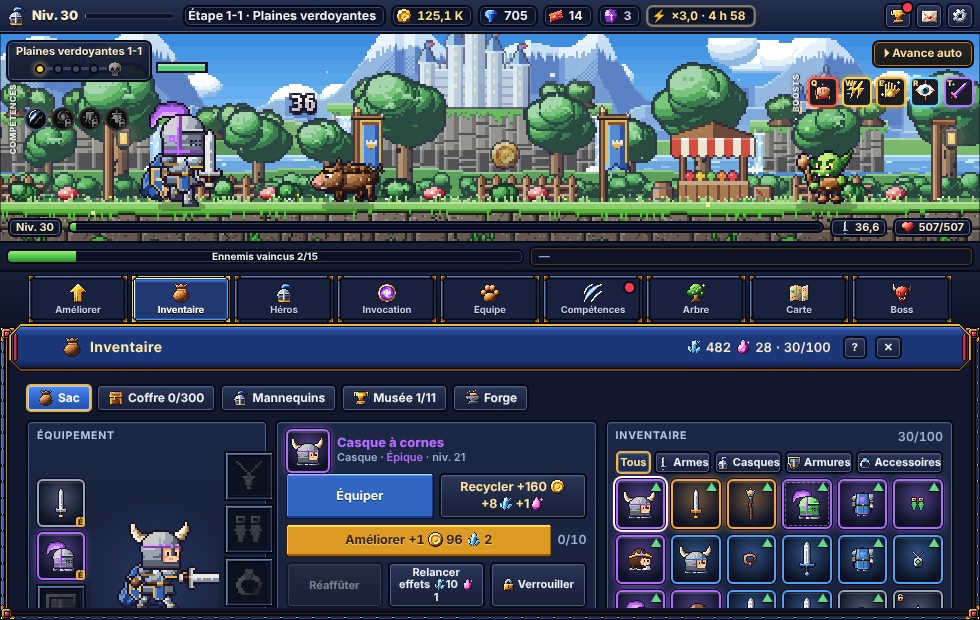 Niv. 30
Étape 1-1 · Plaines verdoyantes
125,1 K
705
14
3
×3,0 · 4 h 58
Plaines verdoyantes 1-1
Avance auto
COMPÉTENCES
BOOSTS
36
Niv. 30
36,6
507/507
Ennemis vaincus 2/15
—
Améliorer
Inventaire
Héros
Invocation
Equipe
Compétences
Arbre
Carte
Boss
Inventaire
482
28 · 30/100
?
×
Sac
Coffre 0/300
Mannequins
Musée 1/11
Forge
ÉQUIPEMENT
E
E
Casque à cornes
Casque · Épique · niv. 21
Équiper
Recycler +160
+8 +1
Améliorer +1 96 2
0/10
Réaffûter
Relancer
effets 10
1
Verrouiller
INVENTAIRE
30/100
Tous
Armes
Casques
Armures
Accessoires